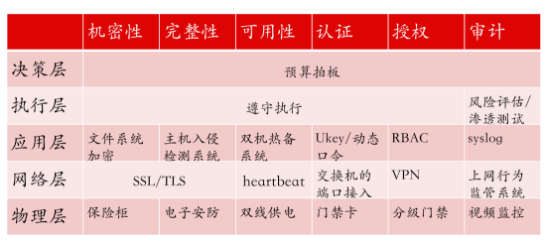 机密性 完整性 可用性 认证 授权 审计
决策层 预算拍板
执行层 遵守执行 风险评估/
渗透测试
应用层 文件系统 主机入侵 双机热备 Ukey/动态 RBAC syslog
加密 检测系统 系统 口令
网络层 SSL/TLS heartbeat 交换机的 VPN 上网行为
端口接入 监管系统
物理层 保险柜 电子安防 双线供电 门禁卡 分级门禁 视频监控